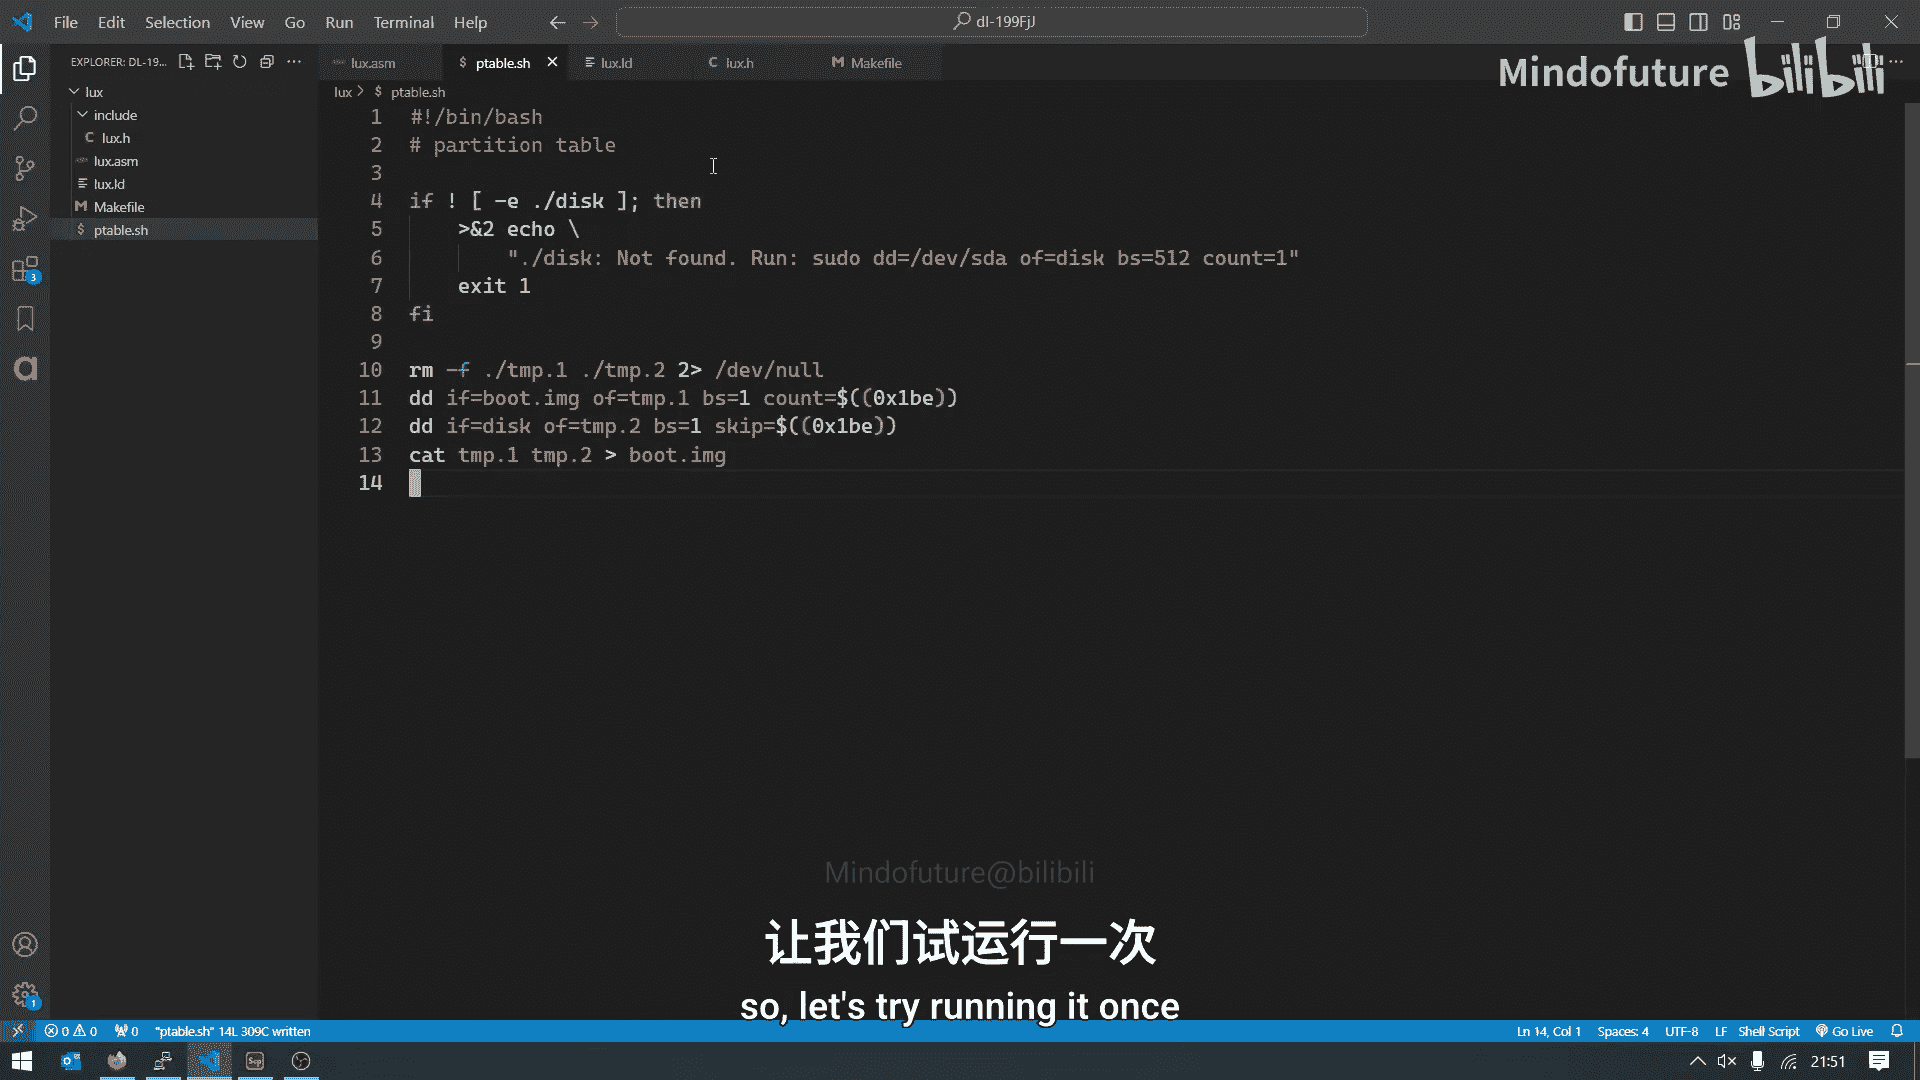 File Edit Selection View Go Run Terminal Help
dl-199FjJ
EXPLORER: DL-19...
lux.asm
$ ptable.sh
lux.ld
C lux.h
M Makefile
Mindofuture bilibili
lux
include
C lux.h
lux.asm
lux.ld
M Makefile
$ ptable.sh
lux > $ ptable.sh
1 #!/bin/bash
2 # partition table
3
4 if ! [ -e ./disk ]; then
5 >&2 echo \
6 "./disk: Not found. Run: sudo dd=/dev/sda of=disk bs=512 count=1"
7 exit 1
8 fi
9
10 rm -f ./tmp.1 ./tmp.2 2> /dev/null
11 dd if=boot.img of=tmp.1 bs=1 count=$((0x1be))
12 dd if=disk of=tmp.2 bs=1 skip=$((0x1be))
13 cat tmp.1 tmp.2 > boot.img
14
3
Mindofuture@bilibili
让我们试运行一次
so, let's try running it once
1
0 0 0 "ptable.sh" 14L 309C written
Ln 14, Col 1 Spaces: 4 UTF-8 LF Shell Script Go Live
21:51